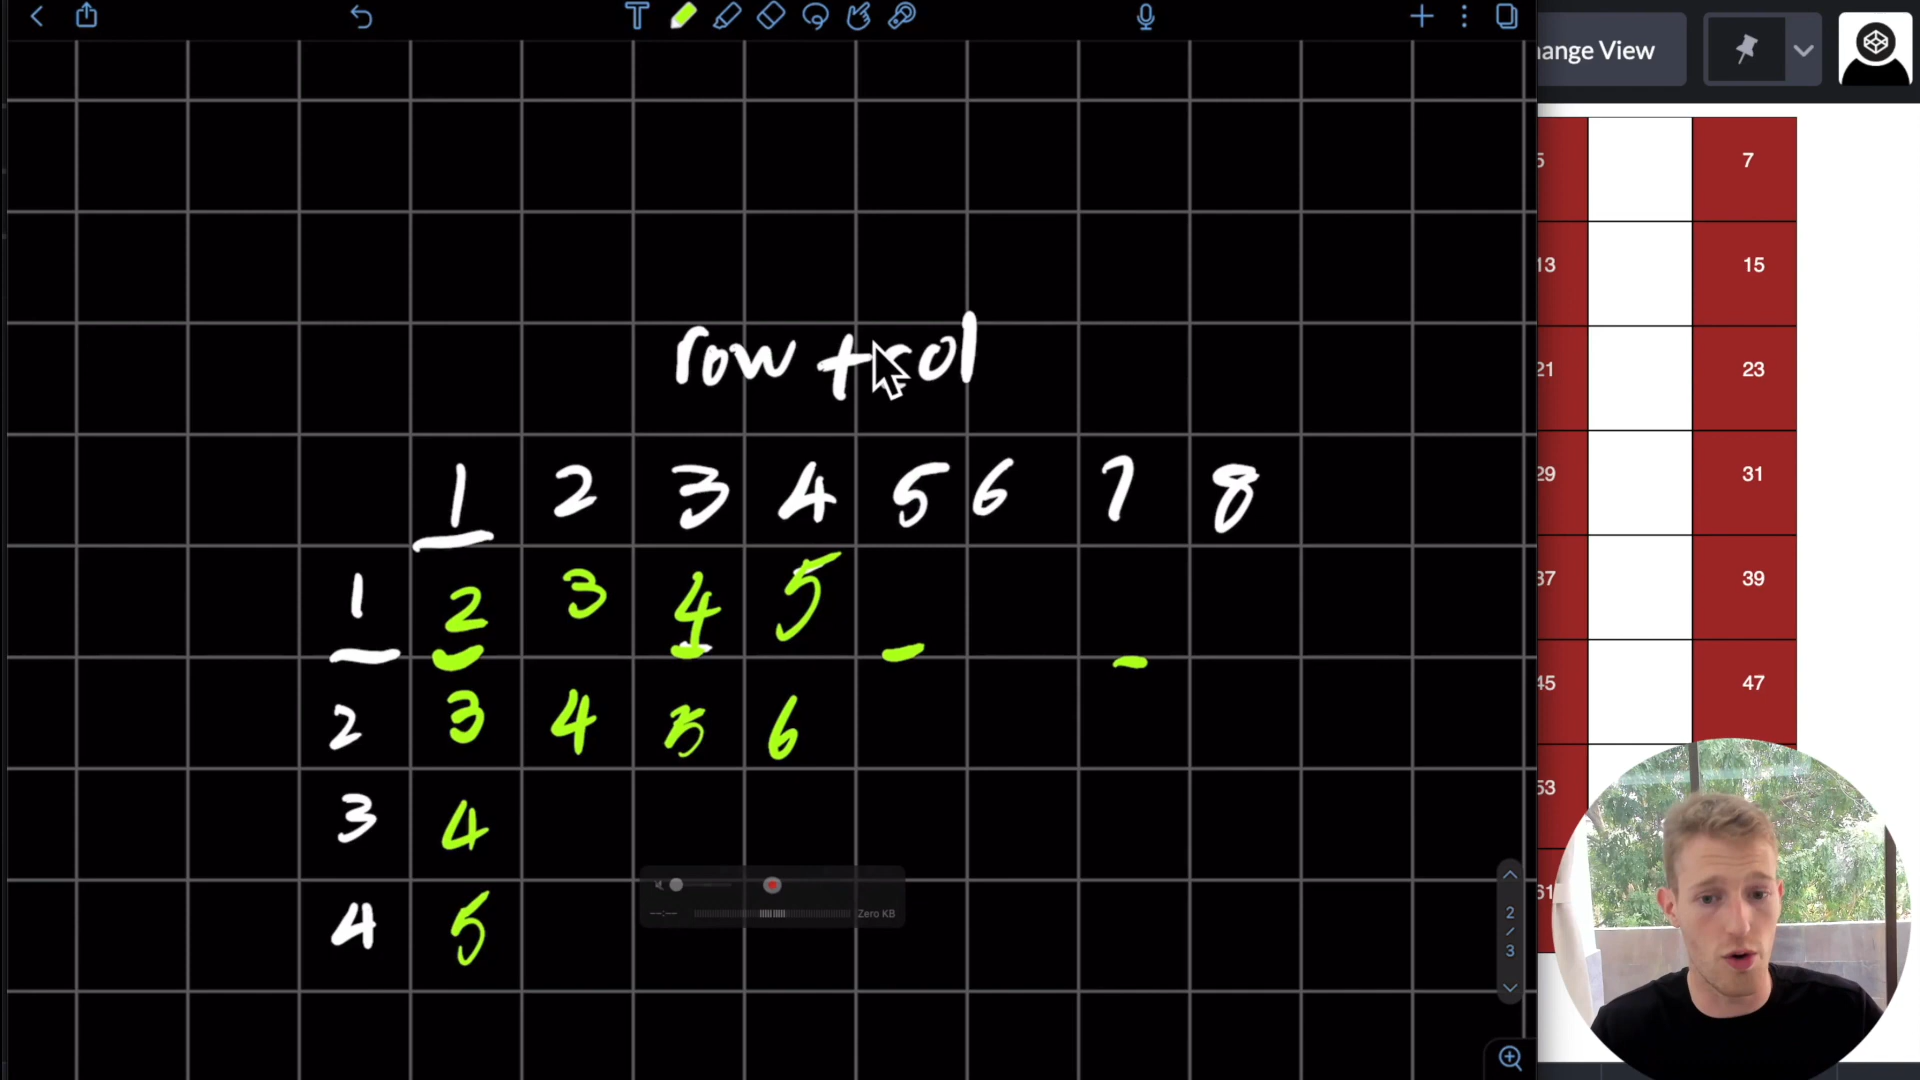 ange View
row + col
1 2 3 4 5 6 7 8
1 2 3 4 5
2 3 4 5 6
3 4
4 5
Zero KB
2
/
3
5 7
13 15
21 23
29 31
37 39
45 47
53
61